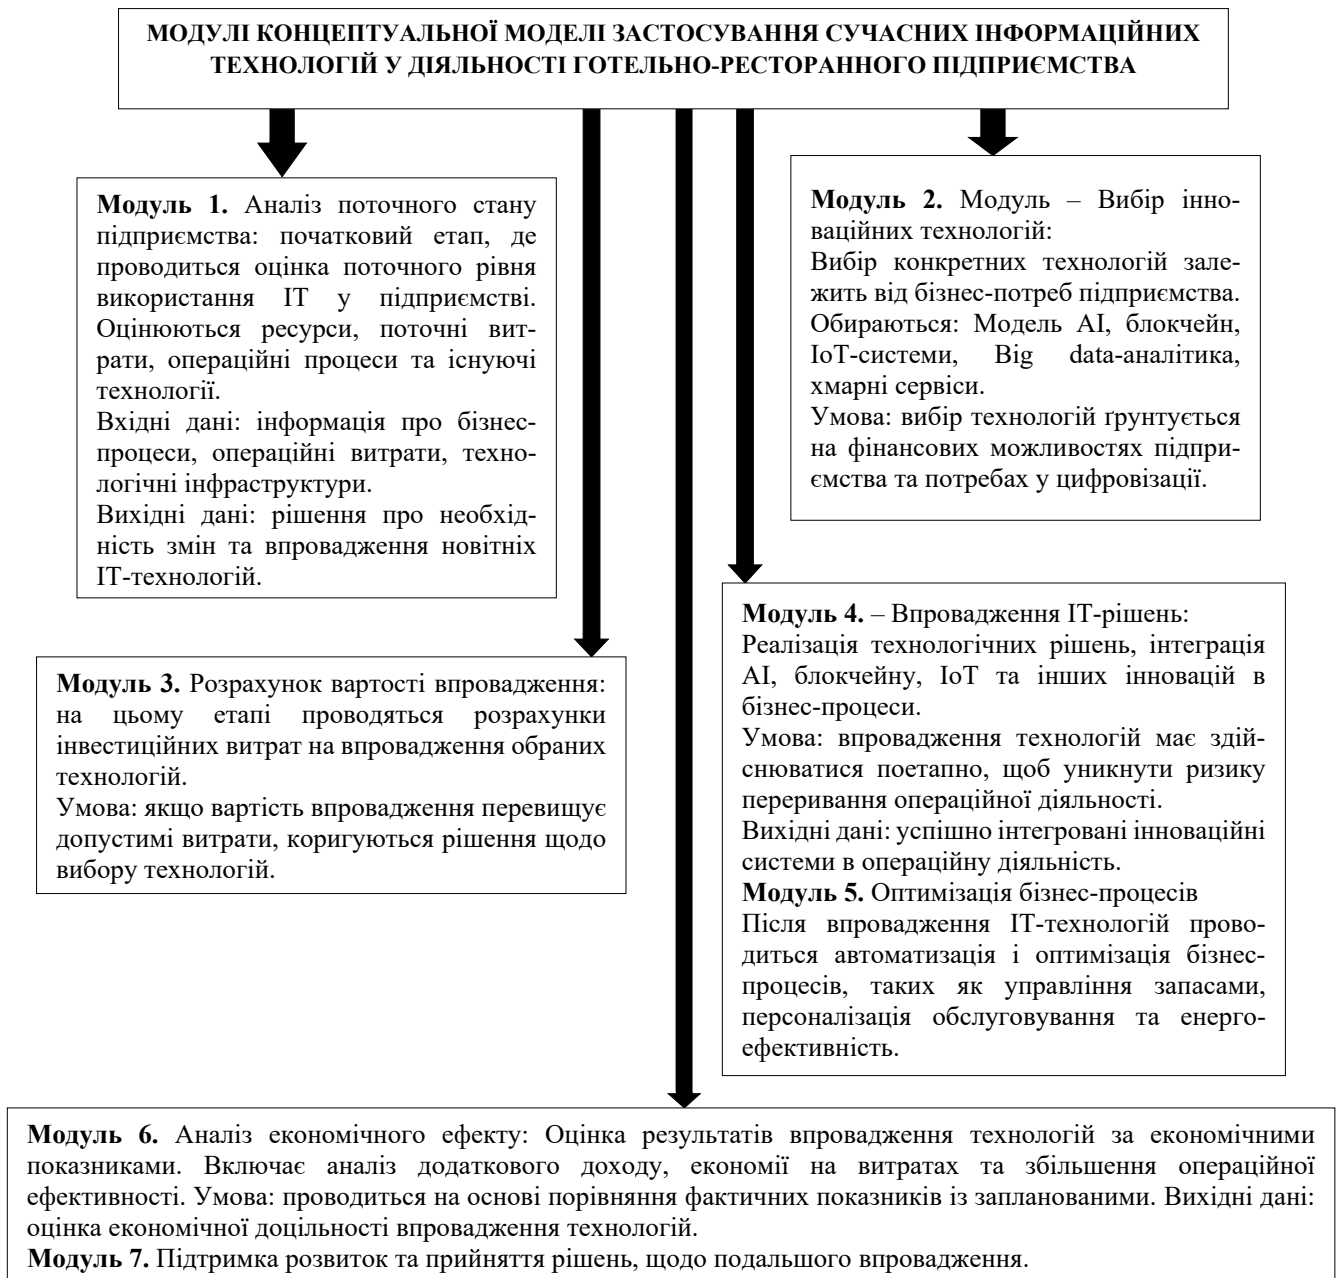 МОДУЛІ КОНЦЕПТУАЛЬНОЇ МОДЕЛІ ЗАСТОСУВАННЯ СУЧАСНИХ ІНФОРМАЦІЙНИХ
ТЕХНОЛОГІЙ У ДІЯЛЬНОСТІ ГОТЕЛЬНО-РЕСТОРАННОГО ПІДПРИЄМСТВА
Модуль 1. Аналіз поточного стану
підприємства: початковий етап, де
проводиться оцінка поточного рівня
використання ІТ у підприємстві.
Оцінюються ресурси, поточні вит-
рати, операційні процеси та існуючі
технології.
Вхідні дані: інформація про бізнес-
процеси, операційні витрати, техно-
логічні інфраструктури.
Вихідні дані: рішення про необхід-
ність змін та впровадження новітніх
ІТ-технологій.
Модуль 2. Модуль – Вибір інно-
ваційних технологій:
Вибір конкретних технологій зале-
жить від бізнес-потреб підприємства.
Обираються: Модель AI, блокчейн,
IoT-системи, Big data-аналітика,
хмарні сервіси.
Умова: вибір технологій ґрунтується
на фінансових можливостях підпри-
ємства та потребах у цифровізації.
Модуль 3. Розрахунок вартості впровадження:
на цьому етапі проводяться розрахунки
інвестиційних витрат на впровадження обраних
технологій.
Умова: якщо вартість впровадження перевищує
допустимі витрати, коригуються рішення щодо
вибору технологій.
Модуль 4. – Впровадження ІТ-рішень:
Реалізація технологічних рішень, інтеграція
AI, блокчейну, IoT та інших інновацій в
бізнес-процеси.
Умова: впровадження технологій має здій-
снюватися поетапно, щоб уникнути ризику
переривання операційної діяльності.
Вихідні дані: успішно інтегровані інноваційні
системи в операційну діяльність.
Модуль 5. Оптимізація бізнес-процесів
Після впровадження ІТ-технологій прово-
диться автоматизація і оптимізація бізнес-
процесів, таких як управління запасами,
персоналізація обслуговування та енерго-
ефективність.
Модуль 6. Аналіз економічного ефекту: Оцінка результатів впровадження технологій за економічними
показниками. Включає аналіз додаткового доходу, економії на витратах та збільшення операційної
ефективності. Умова: проводиться на основі порівняння фактичних показників із запланованими. Вихідні дані:
оцінка економічної доцільності впровадження технологій.
Модуль 7. Підтримка розвиток та прийняття рішень, щодо подальшого впровадження.